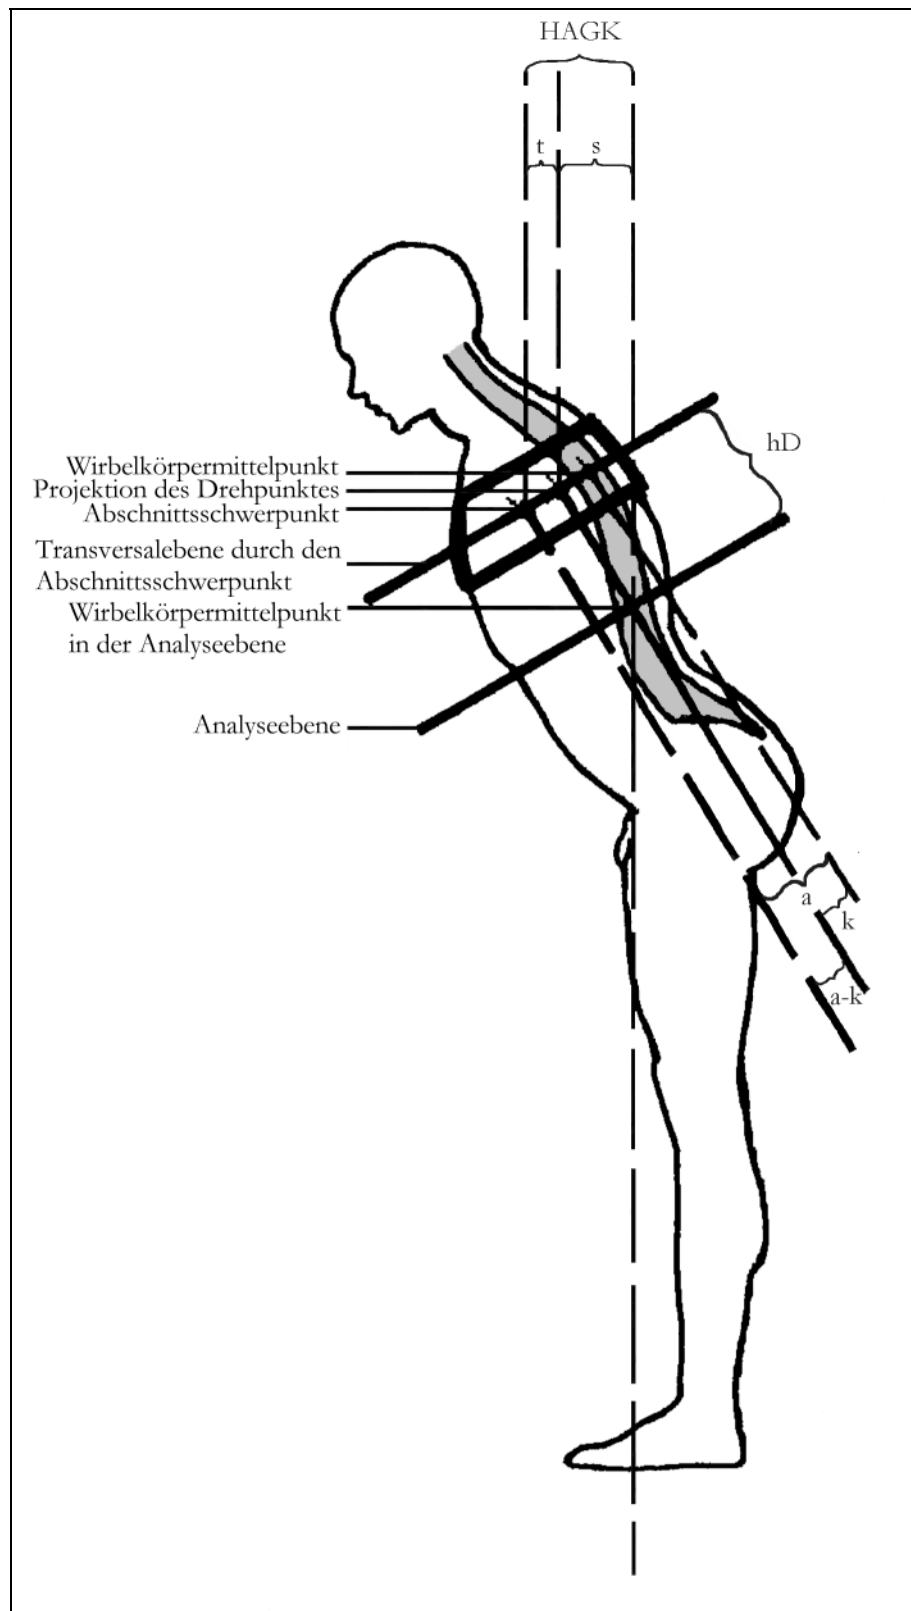 HAGK
t
s
hD
Wirbelkörpermittelpunkt
Projektion des Drehpunktes
Abschnittsschwerpunkt
Transversalebene durch den
Abschnittsschwerpunkt
Wirbelkörpermittelpunkt
in der Analyseebene
Analyseebene
a
k
a-k